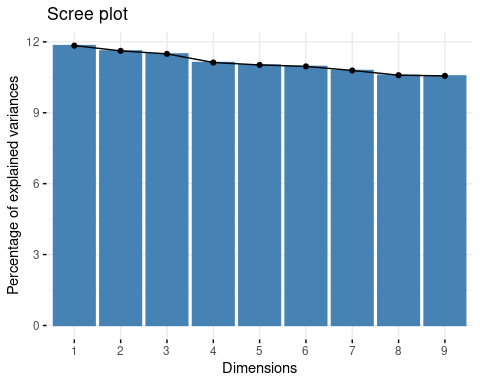 Scree plot
Percentage of explained variances
12
9
6
3
0
1 2 3 4 5 6 7 8 9
Dimensions